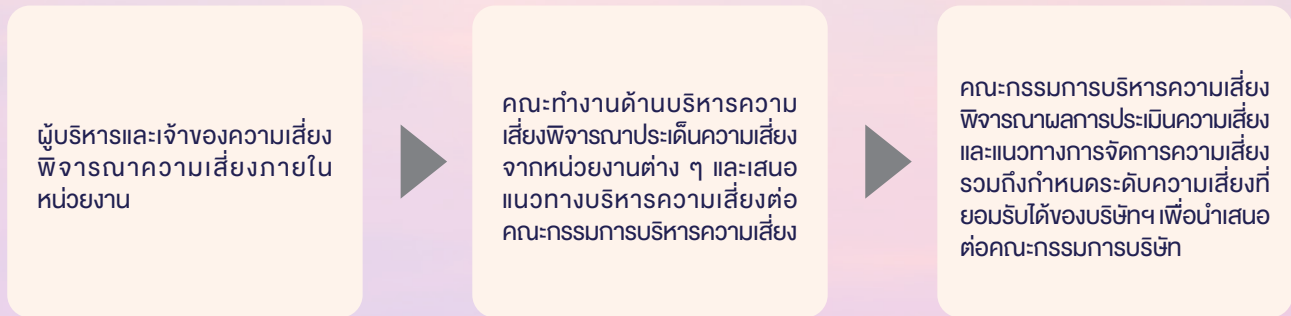 ผู้บริหารและเจ้าของความเสี่ยง
พิจารณาความเสี่ยงภายใน
หน่วยงาน
คณะทำงานด้านบริหารความ
เสี่ยงพิจารณาประเด็นความเสี่ยง
จากหน่วยงานต่าง ๆ และเสนอ
แนวทางบริหารความเสี่ยงต่อ
คณะกรรมการบริหารความเสี่ยง
คณะกรรมการบริหารความเสี่ยง
พิจารณาผลการประเมินความเสี่ยง
และแนวทางการจัดการความเสี่ยง
รวมถึงกำหนดระดับความเสี่ยงที่
ยอมรับได้ของบริษัทฯ เพื่อนำเสนอ
ต่อคณะกรรมการบริษัท